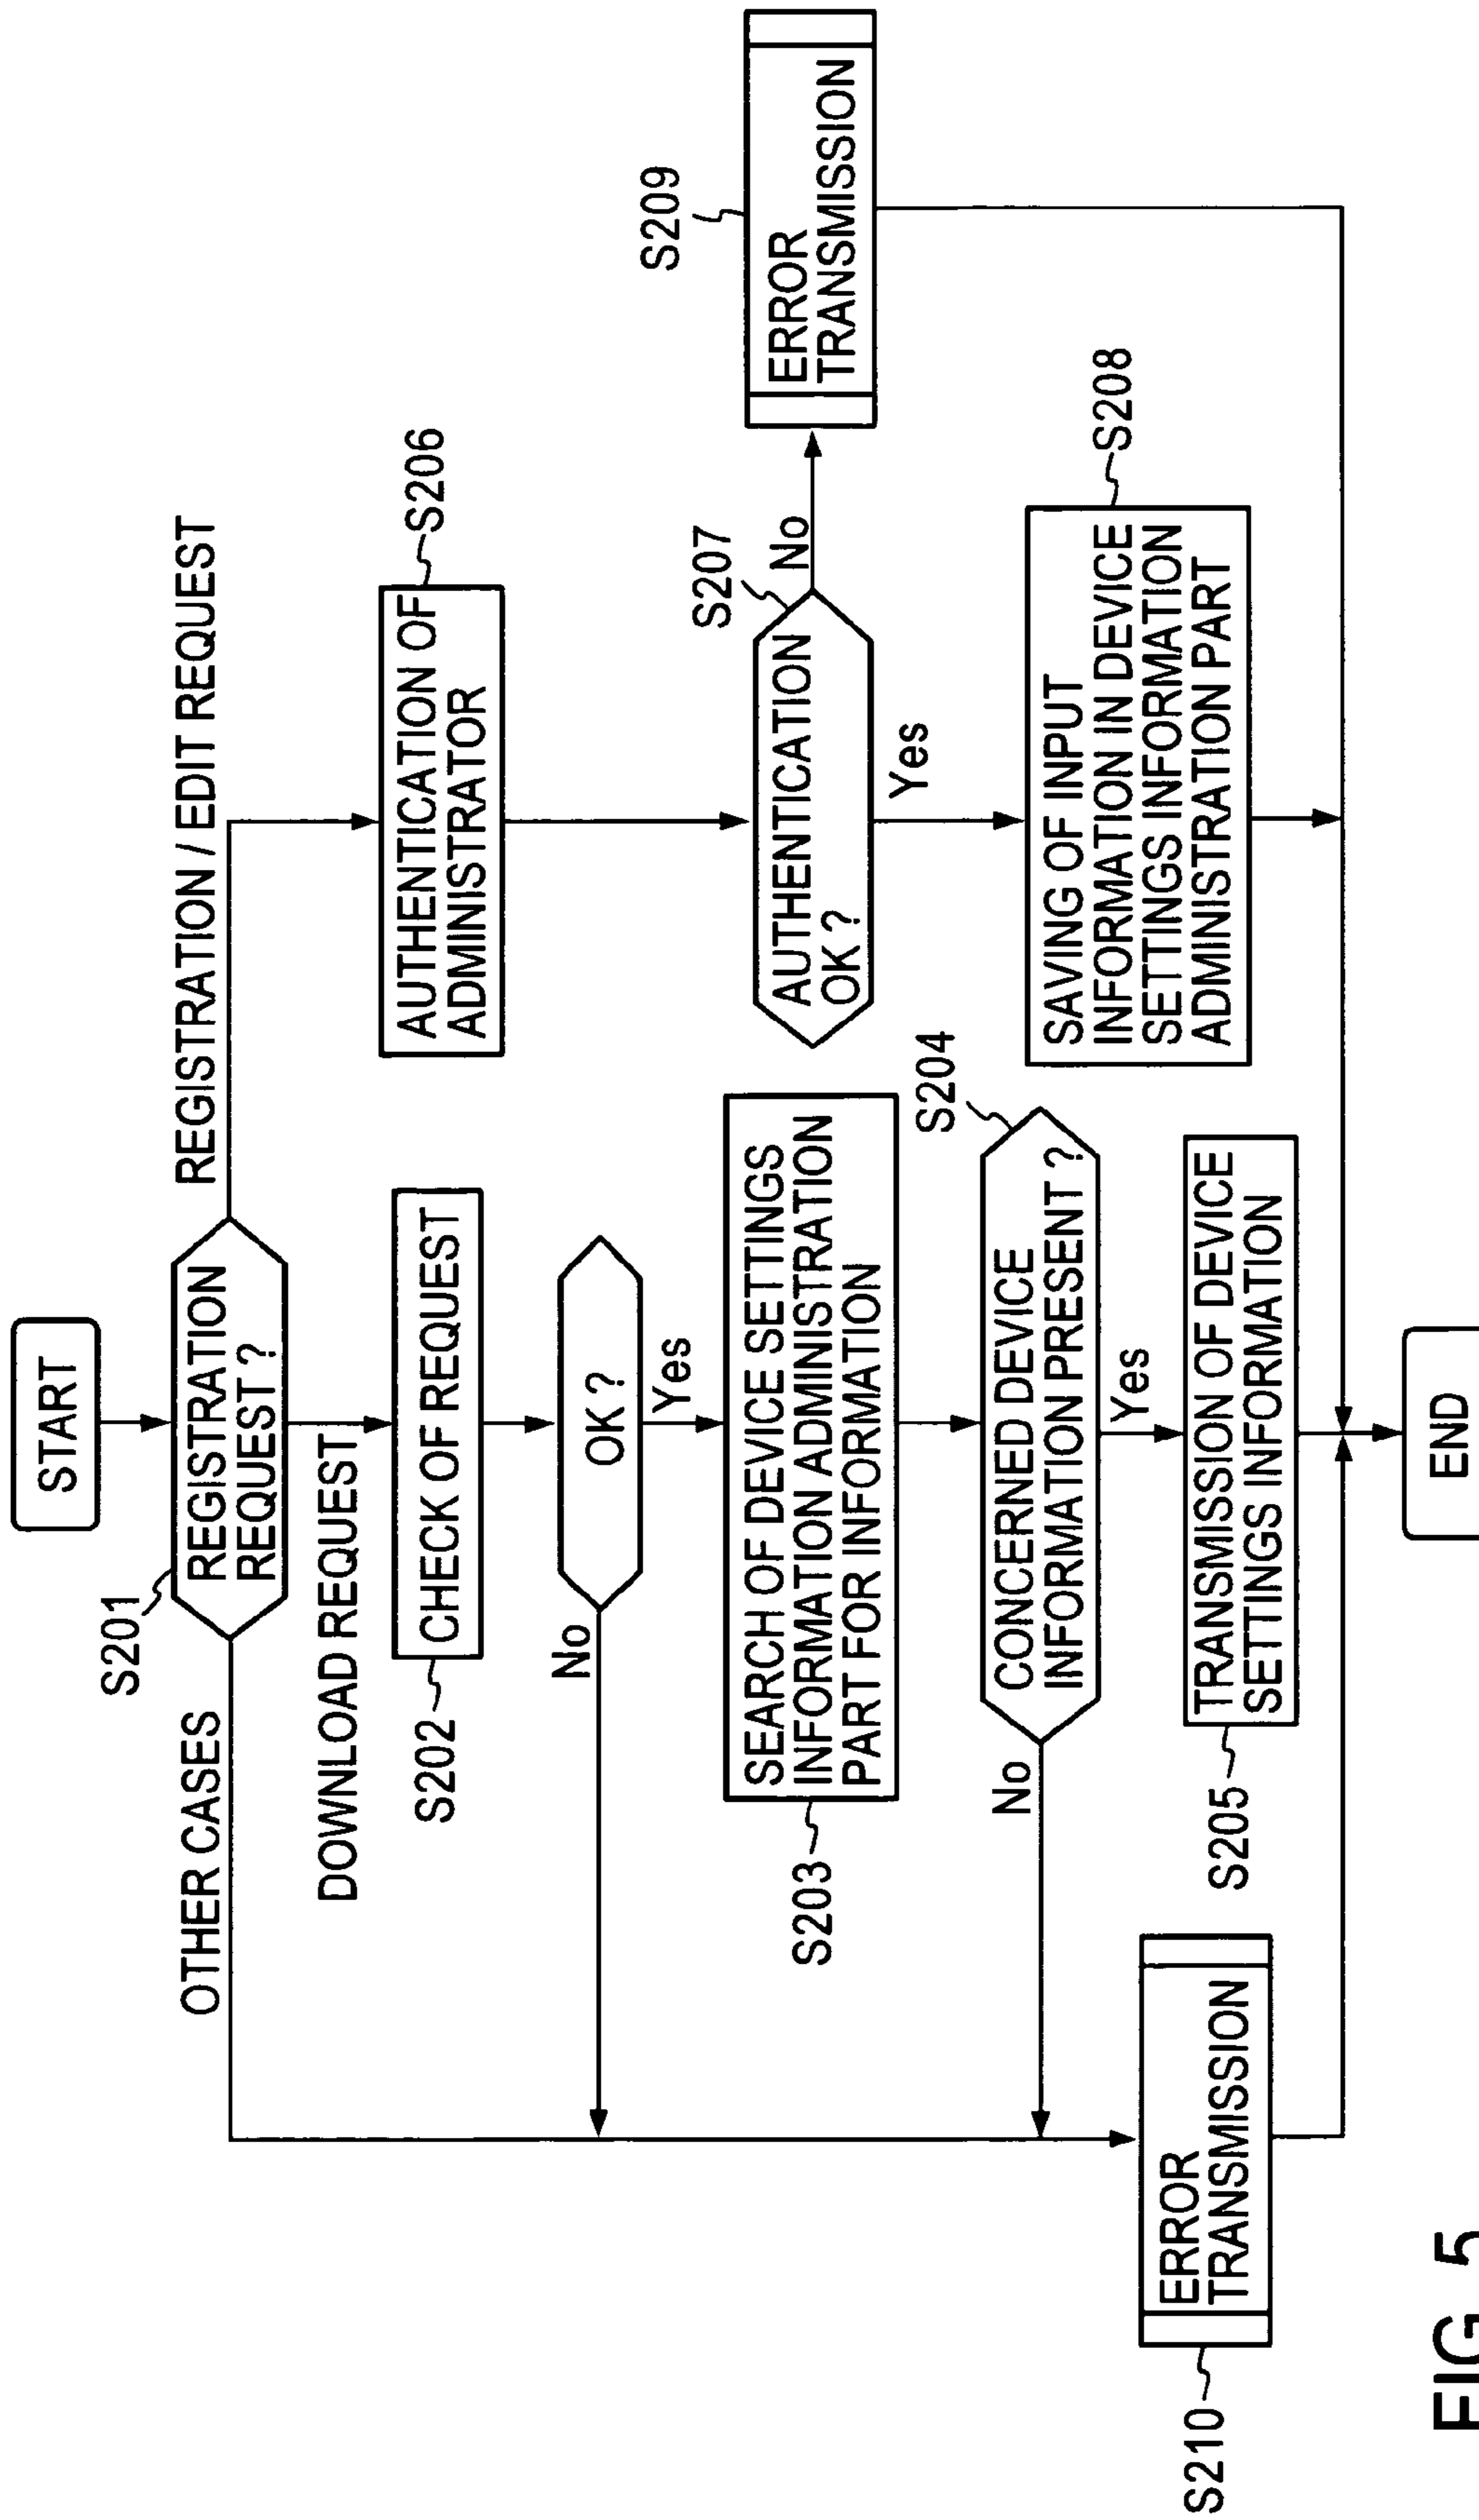 START
S201
REGISTRATION
REQUEST ?
OTHER CASES
REGISTRATION / EDIT REQUEST
DOWNLOAD REQUEST
S202
CHECK OF REQUEST
AUTHENTICATION OF
ADMINISTRATOR
S206
OK ?
No
Yes
S203
SEARCH OF DEVICE SETTINGS
INFORMATION ADMINISTRATION
PART FOR INFORMATION
AUTHENTICATION
OK ?
S207
No
Yes
S209
ERROR
TRANSMISSION
S204
CONCERNED DEVICE
INFORMATION PRESENT ?
No
Yes
SAVING OF INPUT
INFORMATION IN DEVICE
SETTINGS INFORMATION
ADMINISTRATION PART
S208
S210
ERROR
TRANSMISSION
S205
TRANSMISSION OF DEVICE
SETTINGS INFORMATION
END
FIG. 5